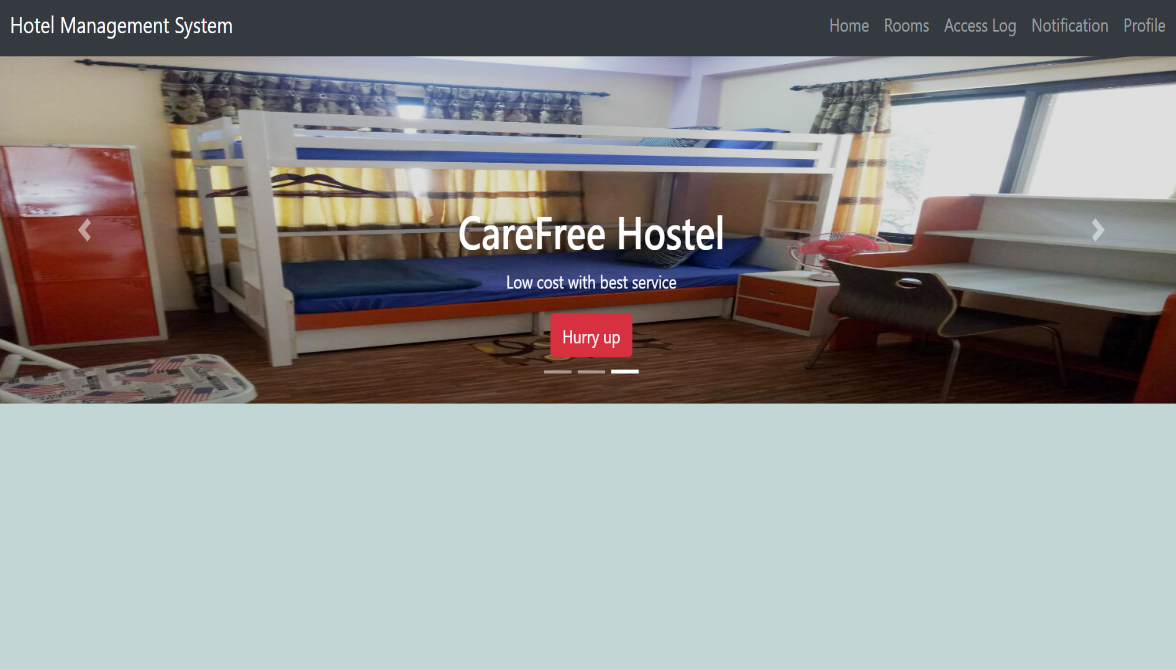 Hotel Management System
Home Rooms Access Log Notification Profile
CareFree Hostel
Low cost with best service
Hurry up